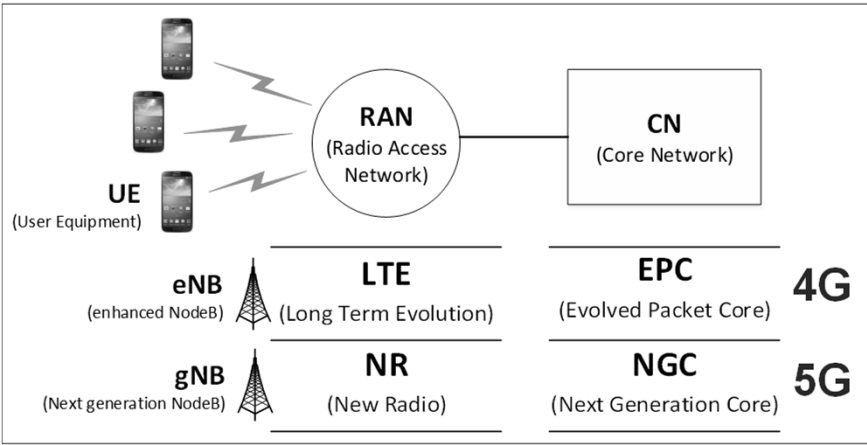 RAN
(Radio Access
Network)
CN
(Core Network)
UE
(User Equipment)
eNB
(enhanced NodeB)
LTE
(Long Term Evolution)
EPC
(Evolved Packet Core)
4G
gNB
(Next generation NodeB)
NR
(New Radio)
NGC
(Next Generation Core)
5G